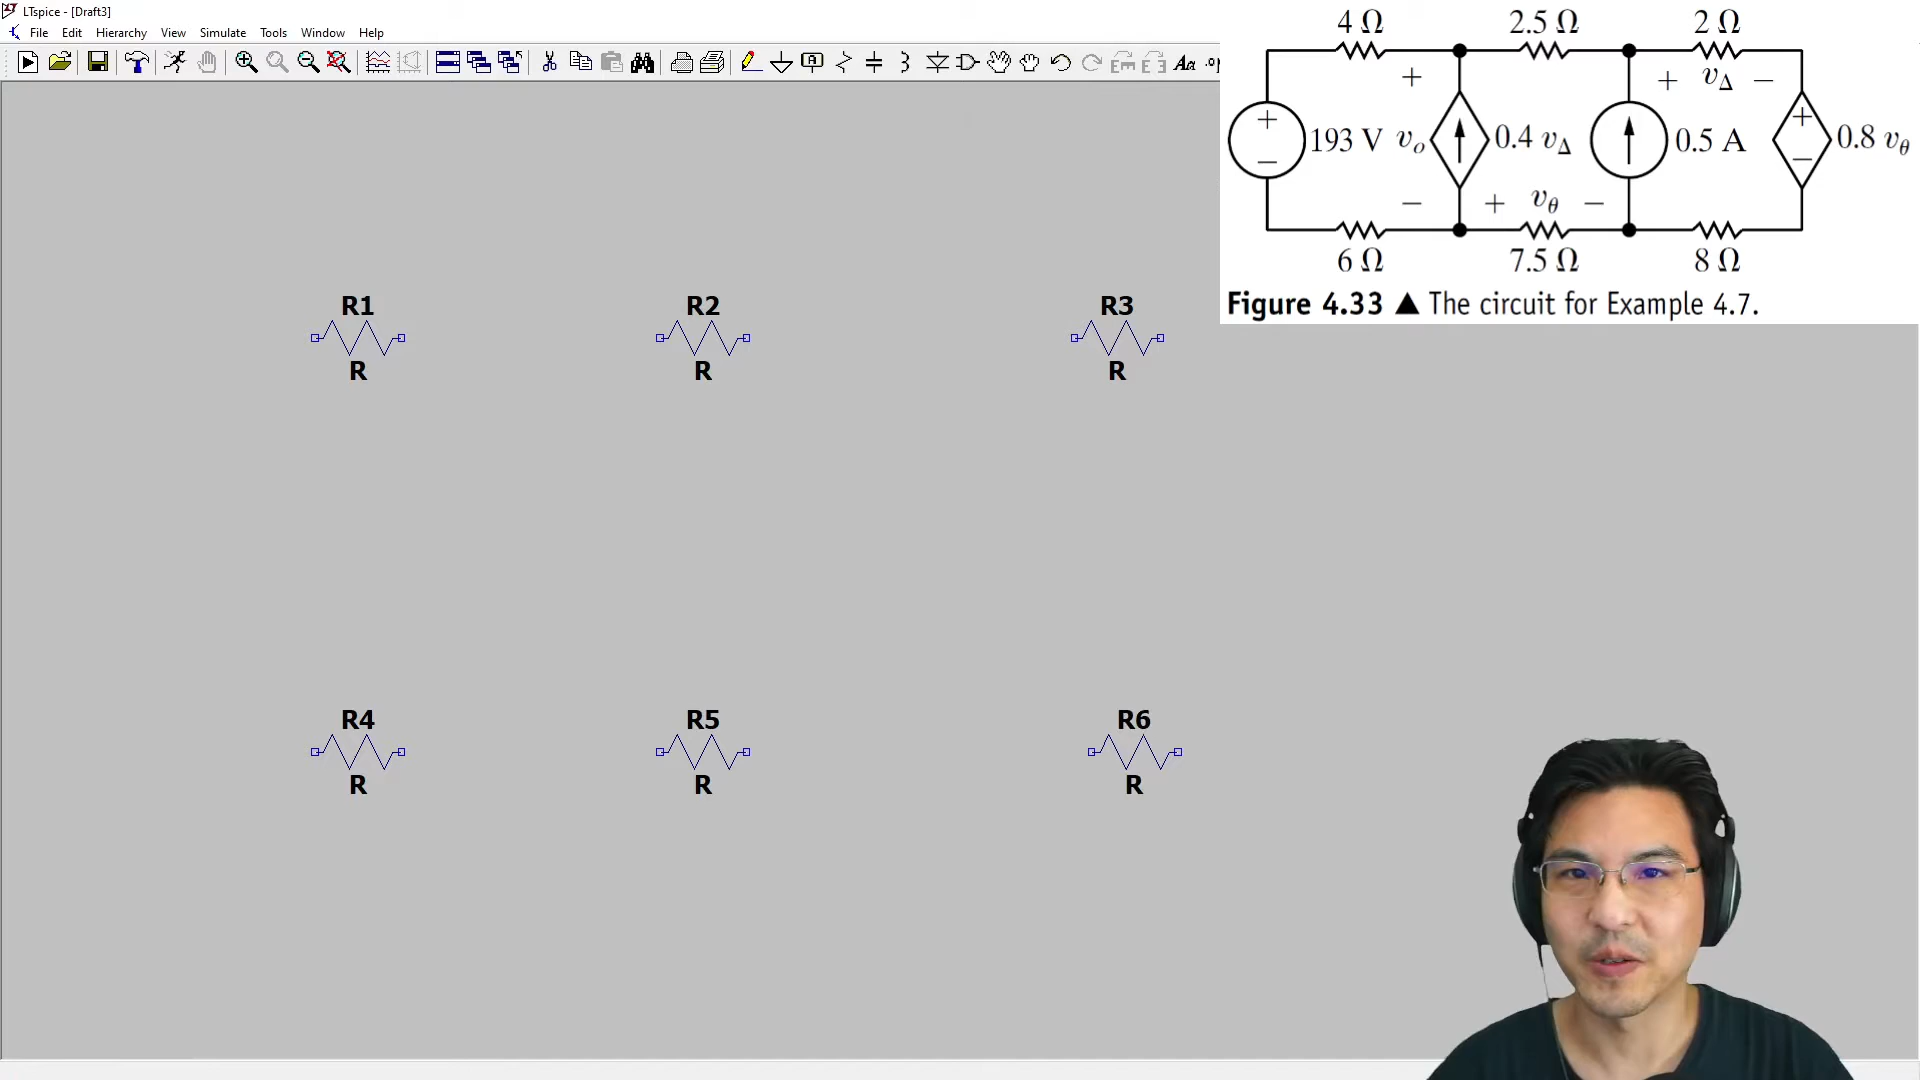 LTspice - [Draft3]
File Edit Hierarchy View Simulate Tools Window Help
4 Ω 2.5 Ω 2 Ω
+ + vΔ −
+ − 193 V vo 0.4 vΔ 0.5 A + − 0.8 vθ
− + vθ −
6 Ω 7.5 Ω 8 Ω
Figure 4.33 ▲ The circuit for Example 4.7.
R1 R2 R3
R R R
R4 R5 R6
R R R